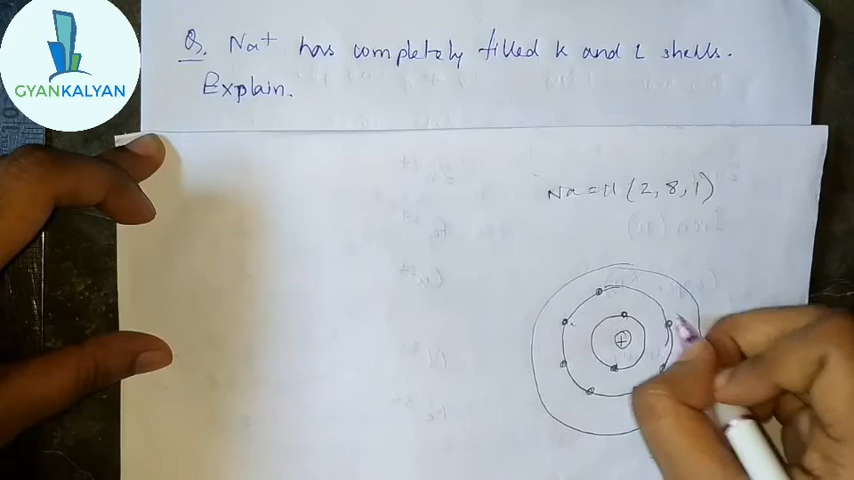 GYANKALYAN
Q. Na+ has completely filled K and L shells.
Explain.
Na = 11 (2, 8, 1)
+